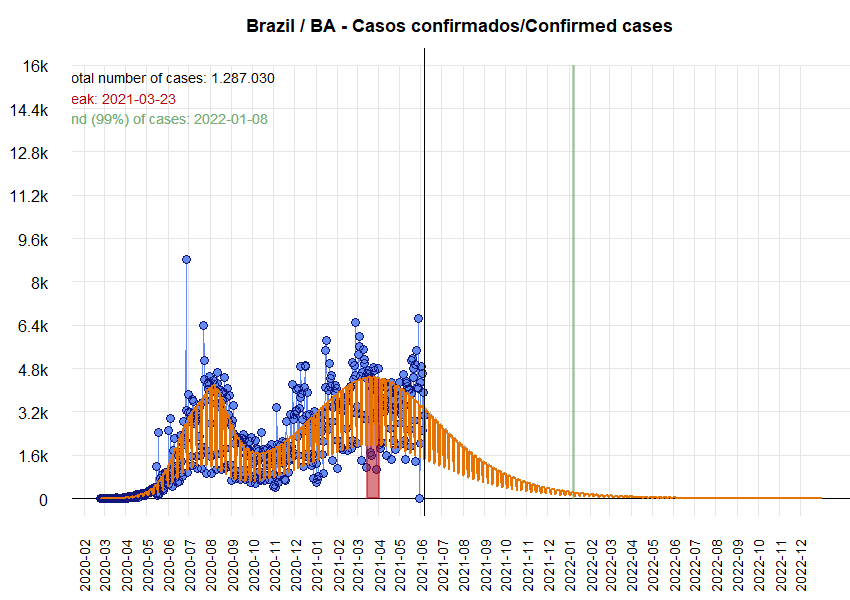 Brazil / BA - Casos confirmados/Confirmed cases
16k
otal number of cases: 1.287.030
eak: 2021-03-23
nd (99%) of cases: 2022-01-08
14.4k
12.8k
11.2k
9.6k
8k
6.4k
4.8k
3.2k
1.6k
0
2020-02
2020-03
2020-04
2020-05
2020-06
2020-07
2020-08
2020-09
2020-10
2020-11
2020-12
2021-01
2021-02
2021-03
2021-04
2021-05
2021-06
2021-07
2021-08
2021-09
2021-10
2021-11
2021-12
2022-01
2022-02
2022-03
2022-04
2022-05
2022-06
2022-07
2022-08
2022-09
2022-10
2022-11
2022-12